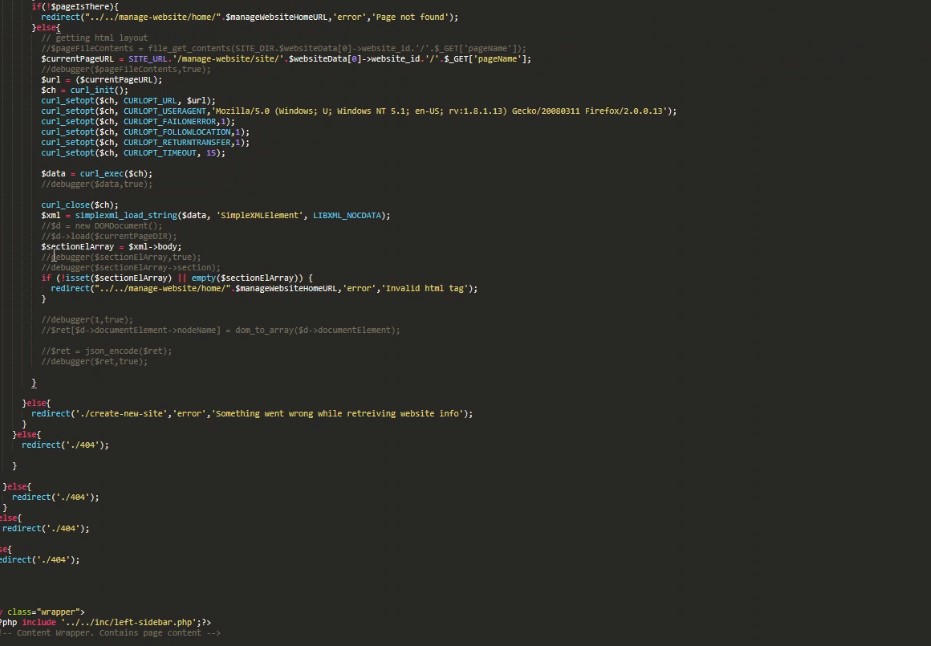 if(!$pageIsThere){
redirect("../../manage-website/home/".$manageWebsiteHomeURL,'error','Page not found');
}else{
// getting html layout
//$pageFileContents = file_get_contents(SITE_DIR.$websiteData[0]->website_id.'/'.$_GET['pageName']);
$currentPageURL = SITE_URL.'/manage-website/site/'.$websiteData[0]->website_id.'/'.$_GET['pageName'];
//debugger($pageFileContents,true);
$url = ($currentPageURL);
$ch = curl_init();
curl_setopt($ch, CURLOPT_URL, $url);
curl_setopt($ch, CURLOPT_USERAGENT,'Mozilla/5.0 (Windows; U; Windows NT 5.1; en-US; rv:1.8.1.13) Gecko/20080311 Firefox/2.0.0.13');
curl_setopt($ch, CURLOPT_FAILONERROR,1);
curl_setopt($ch, CURLOPT_FOLLOWLOCATION,1);
curl_setopt($ch, CURLOPT_RETURNTRANSFER,1);
curl_setopt($ch, CURLOPT_TIMEOUT, 15);
$data = curl_exec($ch);
//debugger($data,true);
curl_close($ch);
$xml = simplexml_load_string($data, 'SimpleXMLElement', LIBXML_NOCDATA);
//$d = new DOMDocument();
//$d->load($currentPageDIR);
$sectionElArray = $xml->body;
//debugger($sectionElArray,true);
//debugger($sectionElArray->section);
if (!isset($sectionElArray) || empty($sectionElArray)) {
redirect("../../manage-website/home/".$manageWebsiteHomeURL,'error','Invalid html tag');
}
//debugger(1,true);
//$ret[$d->documentElement->nodeName] = dom_to_array($d->documentElement);
//$ret = json_encode($ret);
//debugger($ret,true);
}
}else{
redirect('./create-new-site','error','Something went wrong while retreiving website info');
}
}else{
redirect('./404');
}
}else{
redirect('./404');
}
else{
redirect('./404');
se{
edirect('./404');
y class="wrapper">
?php include '../../inc/left-sidebar.php';?>
!-- Content Wrapper. Contains page content -->